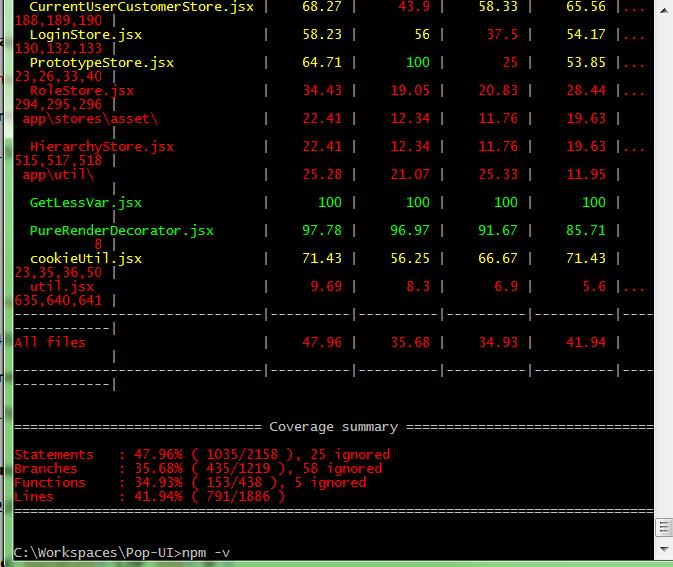 CurrentUserCustomerStore.jsx | 68.27 | 43.9 | 58.33 | 65.56 |...
188,189,190 |
LoginStore.jsx | 58.23 | 56 | 37.5 | 54.17 |...
130,132,133 |
PrototypeStore.jsx | 64.71 | 100 | 25 | 53.85 |...
23,26,33,40 |
RoleStore.jsx | 34.43 | 19.05 | 20.83 | 28.44 |...
294,295,296 |
app\stores\asset\ | 22.41 | 12.34 | 11.76 | 19.63 |
|
HierarchyStore.jsx | 22.41 | 12.34 | 11.76 | 19.63 |...
515,517,518 |
app\util\ | 25.28 | 21.07 | 25.33 | 11.95 |
|
GetLessVar.jsx | 100 | 100 | 100 | 100 |
|
PureRenderDecorator.jsx | 97.78 | 96.97 | 91.67 | 85.71 |
8 |
cookieUtil.jsx | 71.43 | 56.25 | 66.67 | 71.43 |
23,35,36,50 |
util.jsx | 9.69 | 8.3 | 6.9 | 5.6 |...
635,640,641 |
-------------------------------|----------|----------|----------|----------|----
------------|
All files | 47.96 | 35.68 | 34.93 | 41.94 |
|
-------------------------------|----------|----------|----------|----------|----
------------|
=============================== Coverage summary ===============================
Statements : 47.96% ( 1035/2158 ), 25 ignored
Branches : 35.68% ( 435/1219 ), 58 ignored
Functions : 34.93% ( 153/438 ), 5 ignored
Lines : 41.94% ( 791/1886 )
================================================================================
C:\Workspaces\Pop-UI>npm -v